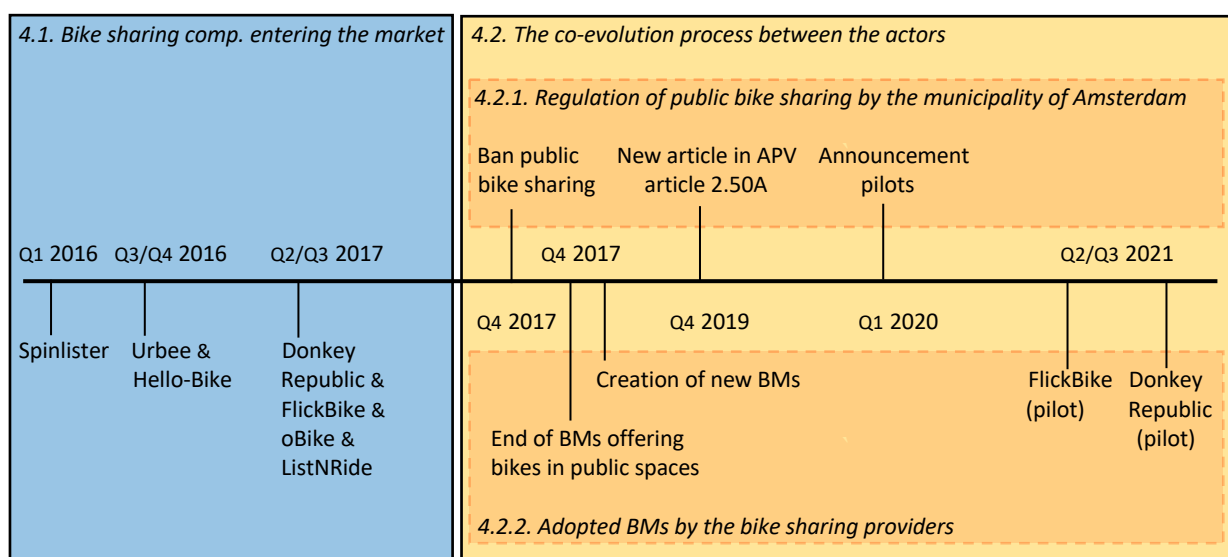 4.1. Bike sharing comp. entering the market
Q1 2016
Q3/Q4 2016
Q2/Q3 2017
Spinlister
Urbee &
Hello-Bike
Donkey
Republic &
FlickBike &
oBike &
ListNRide
4.2. The co-evolution process between the actors
4.2.1. Regulation of public bike sharing by the municipality of Amsterdam
Ban public
bike sharing
New article in APV
article 2.50A
Announcement
pilots
Q4 2017
Q2/Q3 2021
Q4 2017
Q4 2019
Q1 2020
Creation of new BMs
End of BMs offering
bikes in public spaces
FlickBike
(pilot)
Donkey
Republic
(pilot)
4.2.2. Adopted BMs by the bike sharing providers